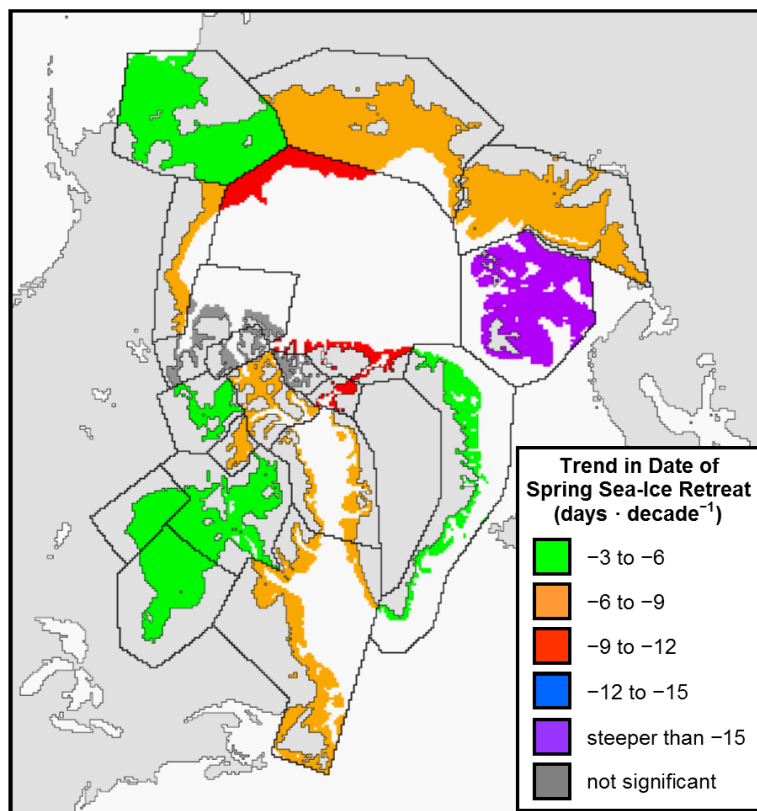 Trend in Date of
Spring Sea-Ice Retreat
(days · decade⁻¹)
−3 to −6
−6 to −9
−9 to −12
−12 to −15
steeper than −15
not significant